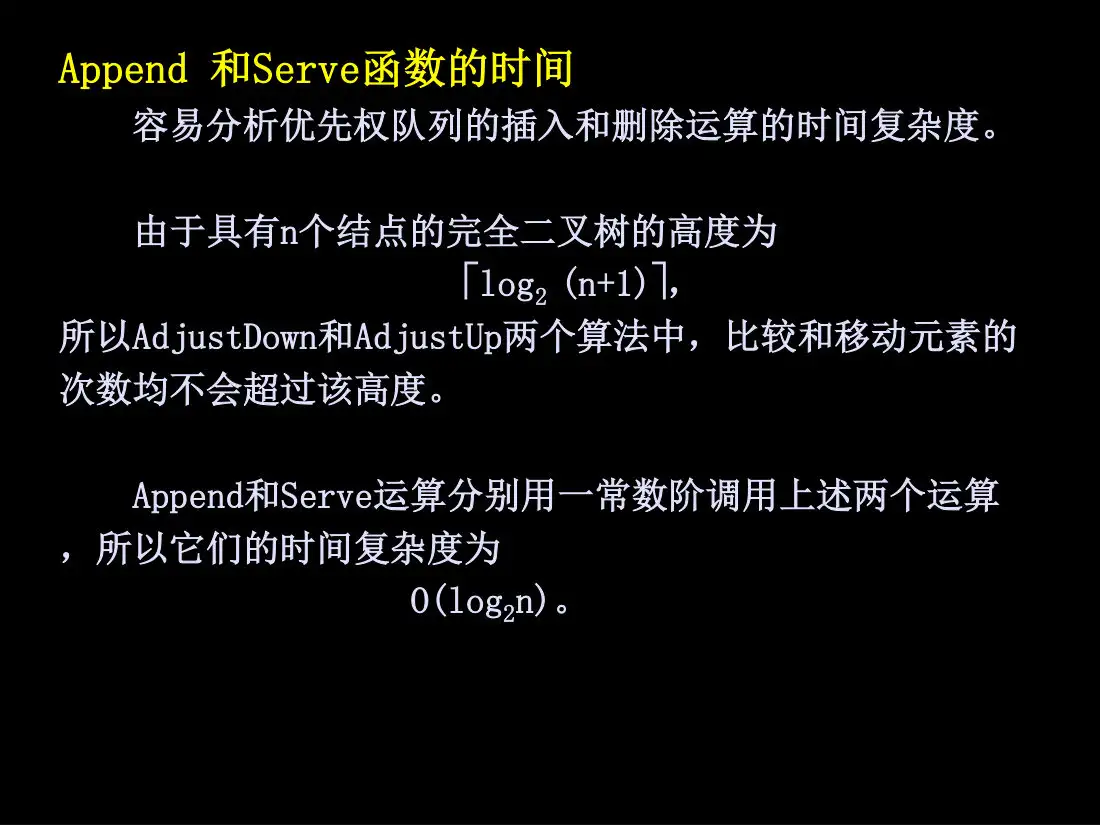 Append 和Serve函数的时间
容易分析优先权队列的插入和删除运算的时间复杂度。
由于具有n个结点的完全二叉树的高度为
⌈log₂ (n+1)⌉,
所以AdjustDown和AdjustUp两个算法中，比较和移动元素的
次数均不会超过该高度。
Append和Serve运算分别用一常数阶调用上述两个运算
，所以它们的时间复杂度为
O(log₂n)。